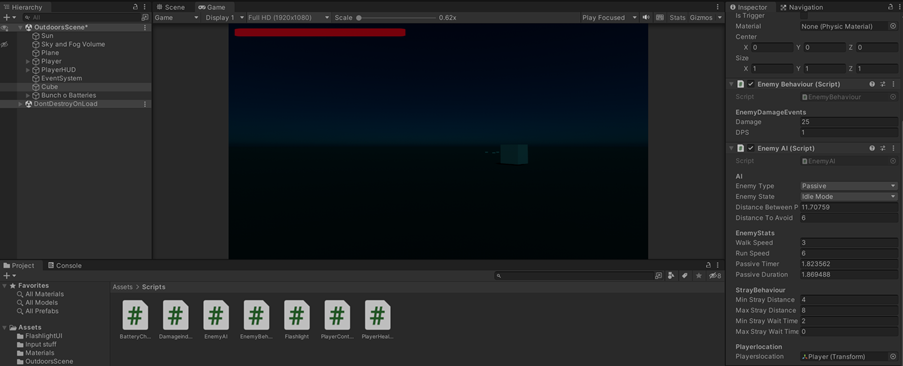 Hierarchy
All
OutdoorsScene*
Sun
Sky and Fog Volume
Plane
Player
PlayerHUD
EventSystem
Cube
Bunch o Batteries
DontDestroyOnLoad
Scene Game
Game Display 1 Full HD (1920x1080) Scale 0.62x Play Focused Stats Gizmos
Project Console
8
Favorites
All Materials
All Models
All Prefabs
Assets
FlashlightUI
Input stuff
Materials
OutdoorsScene
Assets > Scripts
BatteryCh...
Damageind...
EnemyAI
EnemyBeh...
Flashlight
PlayerCont...
PlayerHeal...
Inspector Navigation
Is Trigger
Material None (Physic Material)
Center
X 0 Y 0 Z 0
Size
X 1 Y 1 Z 1
Enemy Behaviour (Script)
Script EnemyBehaviour
EnemyDamageEvents
Damage 25
DPS 1
Enemy AI (Script)
Script EnemyAI
AI
Enemy Type Passive
Enemy State Idle Mode
Distance Between P 11.70759
Distance To Avoid 6
EnemyStats
Walk Speed 3
Run Speed 6
Passive Timer 1.823562
Passive Duration 1.869488
StrayBehaviour
Min Stray Distance 4
Max Stray Distance 8
Min Stray Wait Time 2
Max Stray Wait Time 0
Playerlocation
Playerslocation Player (Transform)